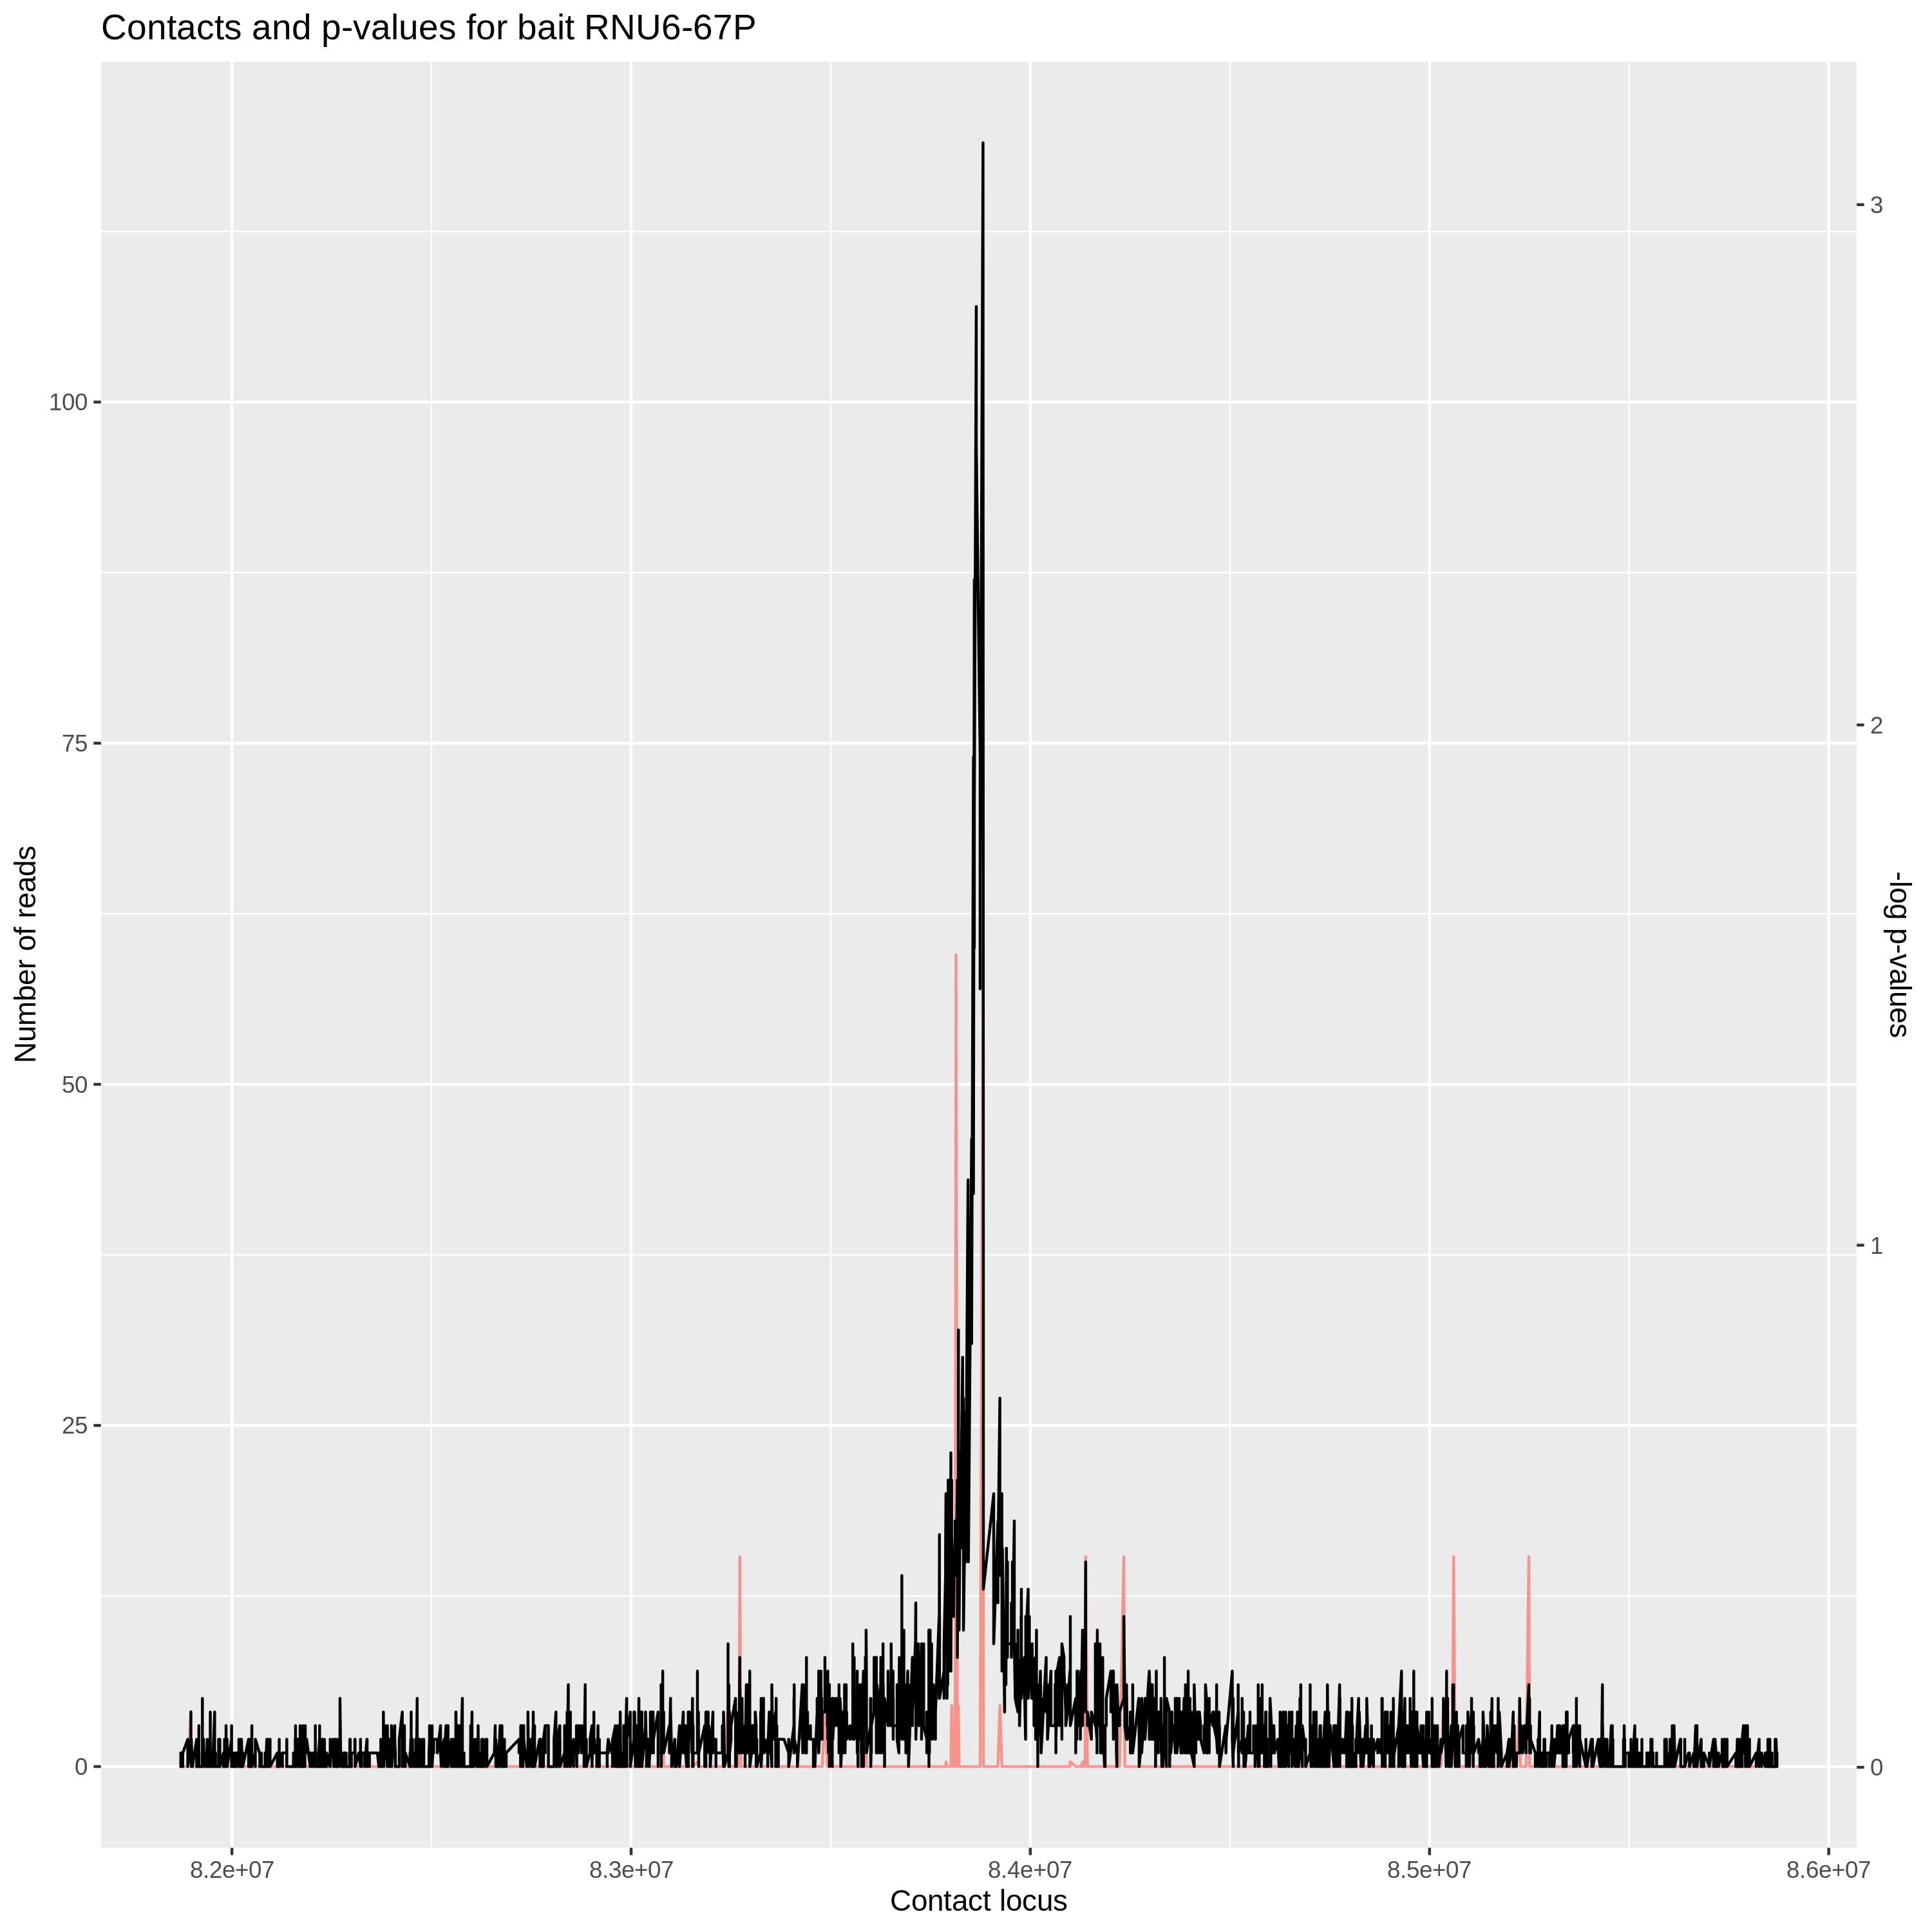 Contacts and p-values for bait RNU6-67P
100
75
50
25
0
Number of reads
3
2
1
0
-log p-values
8.2e+07 8.3e+07 8.4e+07 8.5e+07 8.6e+07
Contact locus